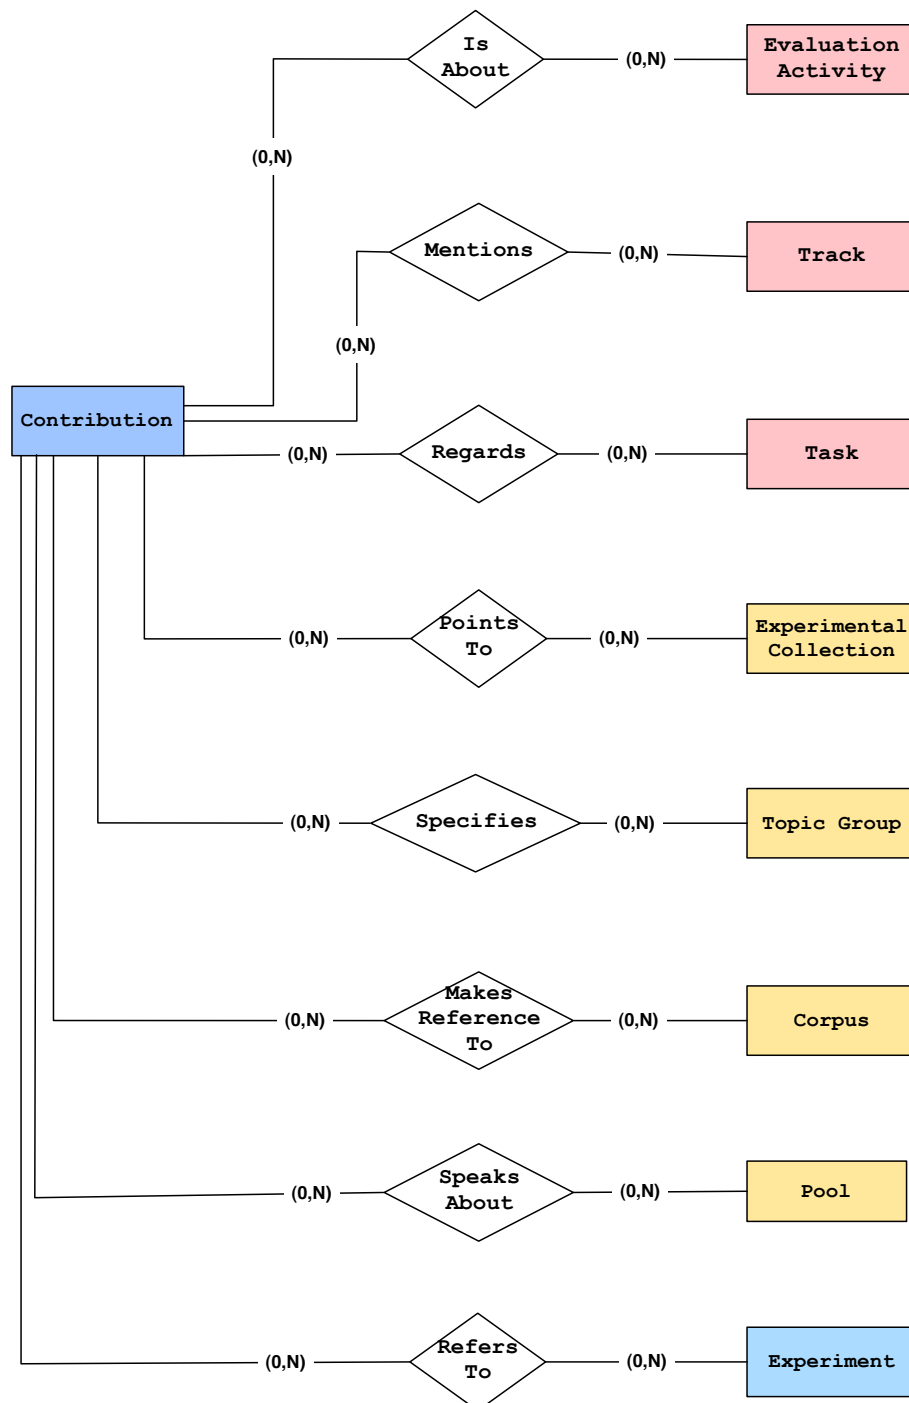 Is
About
(0,N)
Evaluation
Activity
(0,N)
Mentions
(0,N)
Track
(0,N)
Contribution
(0,N)
Regards
(0,N)
Task
(0,N)
Points
To
(0,N)
Experimental
Collection
(0,N)
Specifies
(0,N)
Topic Group
(0,N)
Makes
Reference
To
(0,N)
Corpus
(0,N)
Speaks
About
(0,N)
Pool
(0,N)
Refers
To
(0,N)
Experiment